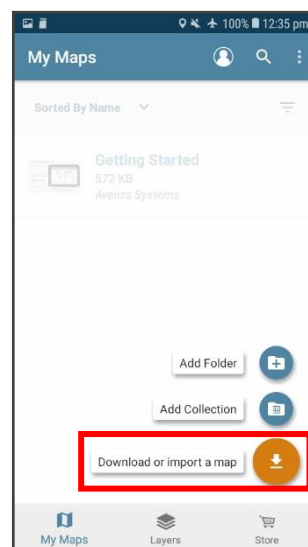 100% 12:35 pm
My Maps
Sorted By Name
Getting Started
572 KB
Avenza Systems
Add Folder
Add Collection
Download or import a map
My Maps Layers Store